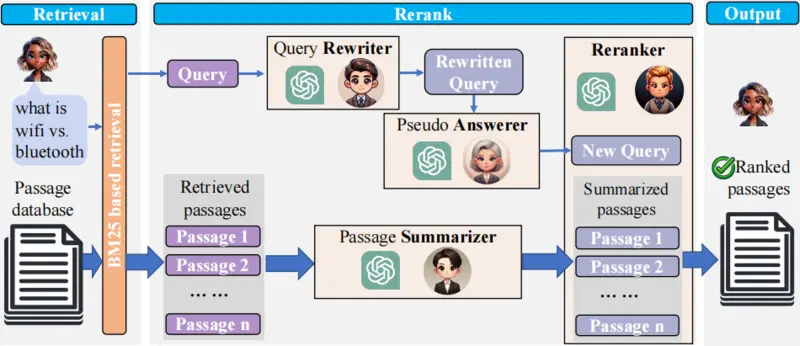 Retrieval
what is
wifi vs.
bluetooth
Passage
database
BM25 based retrieval
Rerank
Query
Query Rewriter
Rewritten
Query
Pseudo Answerer
New Query
Reranker
Retrieved
passages
Passage 1
Passage 2
... ...
Passage n
Passage Summarizer
Summarized
passages
Passage 1
Passage 2
... ...
Passage n
Output
Ranked
passages